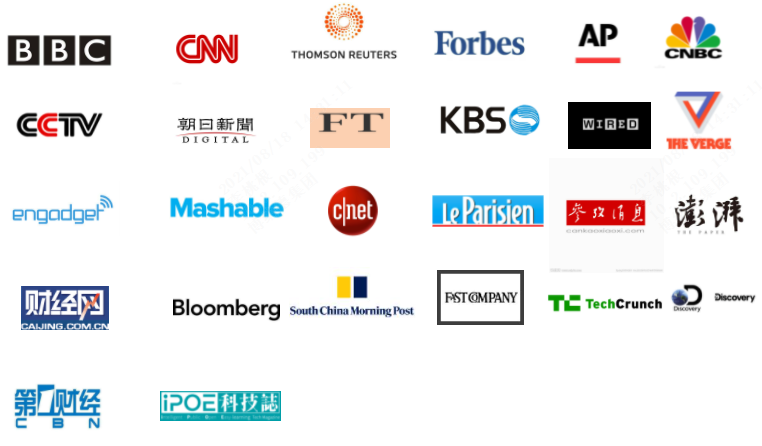 BBC
CNN
THOMSON REUTERS
Forbes
AP
CNBC
CCTV
朝日新聞
DIGITAL
FT
KBS
WIRED
THE VERGE
engadget
Mashable
c|net
Le Parisien
参考消息
cankaoxiaoxi.com
澎湃
THE PAPER
财经网
CAIJING.COM.CN
Bloomberg
South China Morning Post
FAST COMPANY
TC TechCrunch
Discovery
Discovery
第一财经
CBN
iPOE科技誌